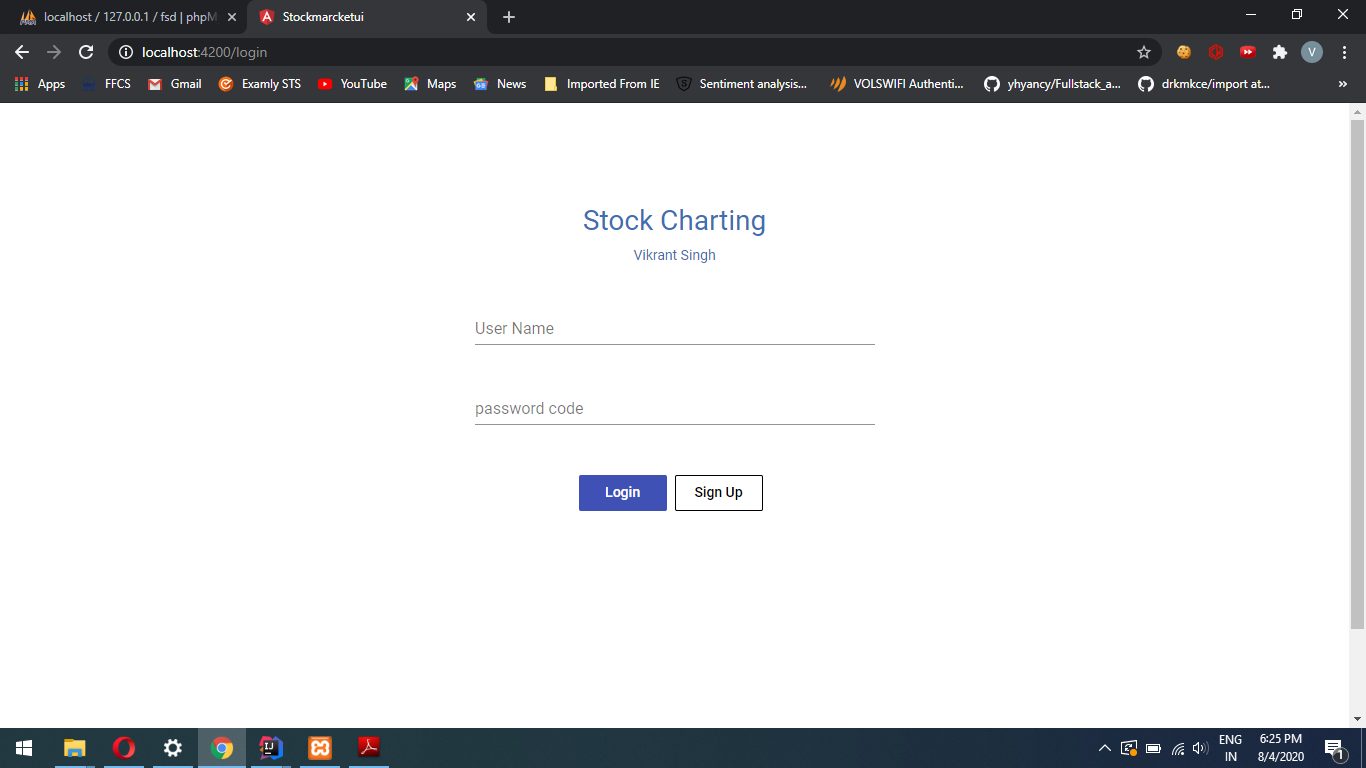 localhost / 127.0.0.1 / fsd | phpM
Stockmarcketui
localhost:4200/login
V
Apps
FFCS
Gmail
Examly STS
YouTube
Maps
News
Imported From IE
Sentiment analysis...
VOLSWIFI Authenti...
yhyancy/Fullstack_a...
drkmkce/import at...
»
Stock Charting
Vikrant Singh
User Name
password code
Login
Sign Up
ENG
IN
6:25 PM
8/4/2020
1